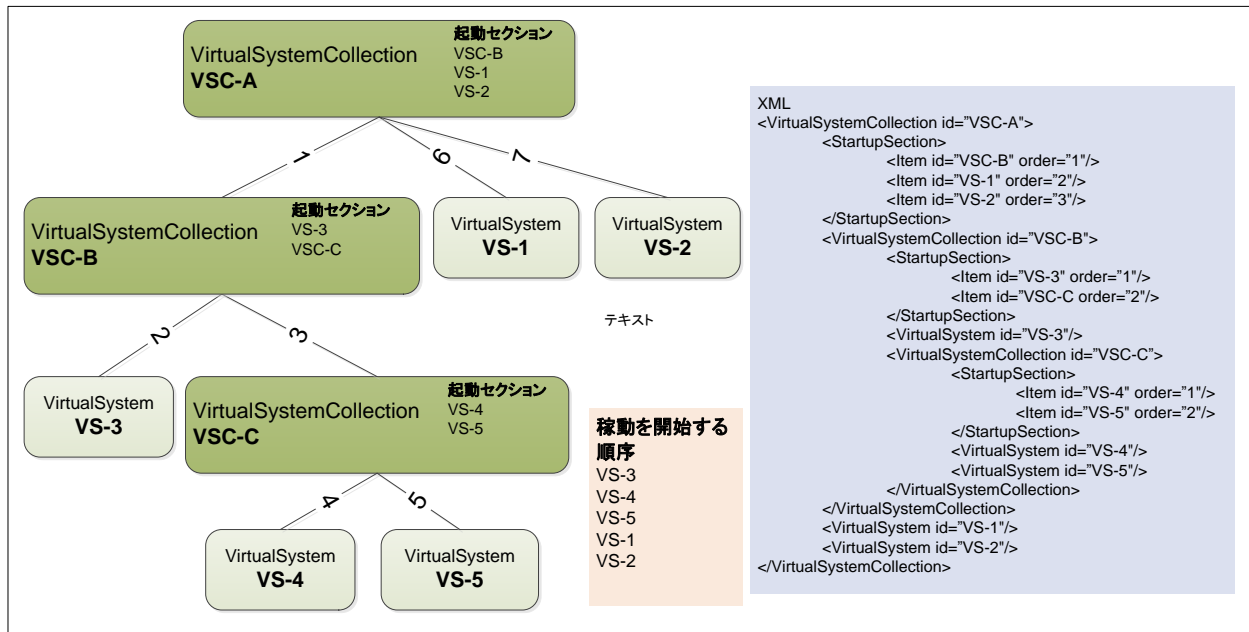 VirtualSystemCollection
VSC-A
起動セクション
VSC-B
VS-1
VS-2
1
6
7
VirtualSystemCollection
VSC-B
起動セクション
VS-3
VSC-C
VirtualSystem
VS-1
VirtualSystem
VS-2
テキスト
2
3
VirtualSystem
VS-3
VirtualSystemCollection
VSC-C
起動セクション
VS-4
VS-5
4
5
VirtualSystem
VS-4
VirtualSystem
VS-5
稼動を開始する
順序
VS-3
VS-4
VS-5
VS-1
VS-2
XML
<VirtualSystemCollection id=”VSC-A">
<StartupSection>
<Item id=”VSC-B" order=”1"/>
<Item id=”VS-1" order=”2"/>
<Item id=”VS-2" order=”3"/>
</StartupSection>
<VirtualSystemCollection id=”VSC-B">
<StartupSection>
<Item id=”VS-3" order=”1"/>
<Item id=”VSC-C order=”2"/>
</StartupSection>
<VirtualSystem id=”VS-3"/>
<VirtualSystemCollection id=”VSC-C”>
<StartupSection>
<Item id=”VS-4" order=”1"/>
<Item id=”VS-5" order=”2"/>
</StartupSection>
<VirtualSystem id=”VS-4"/>
<VirtualSystem id=”VS-5"/>
</VirtualSystemCollection>
</VirtualSystemCollection>
<VirtualSystem id=”VS-1"/>
<VirtualSystem id=”VS-2"/>
</VirtualSystemCollection>